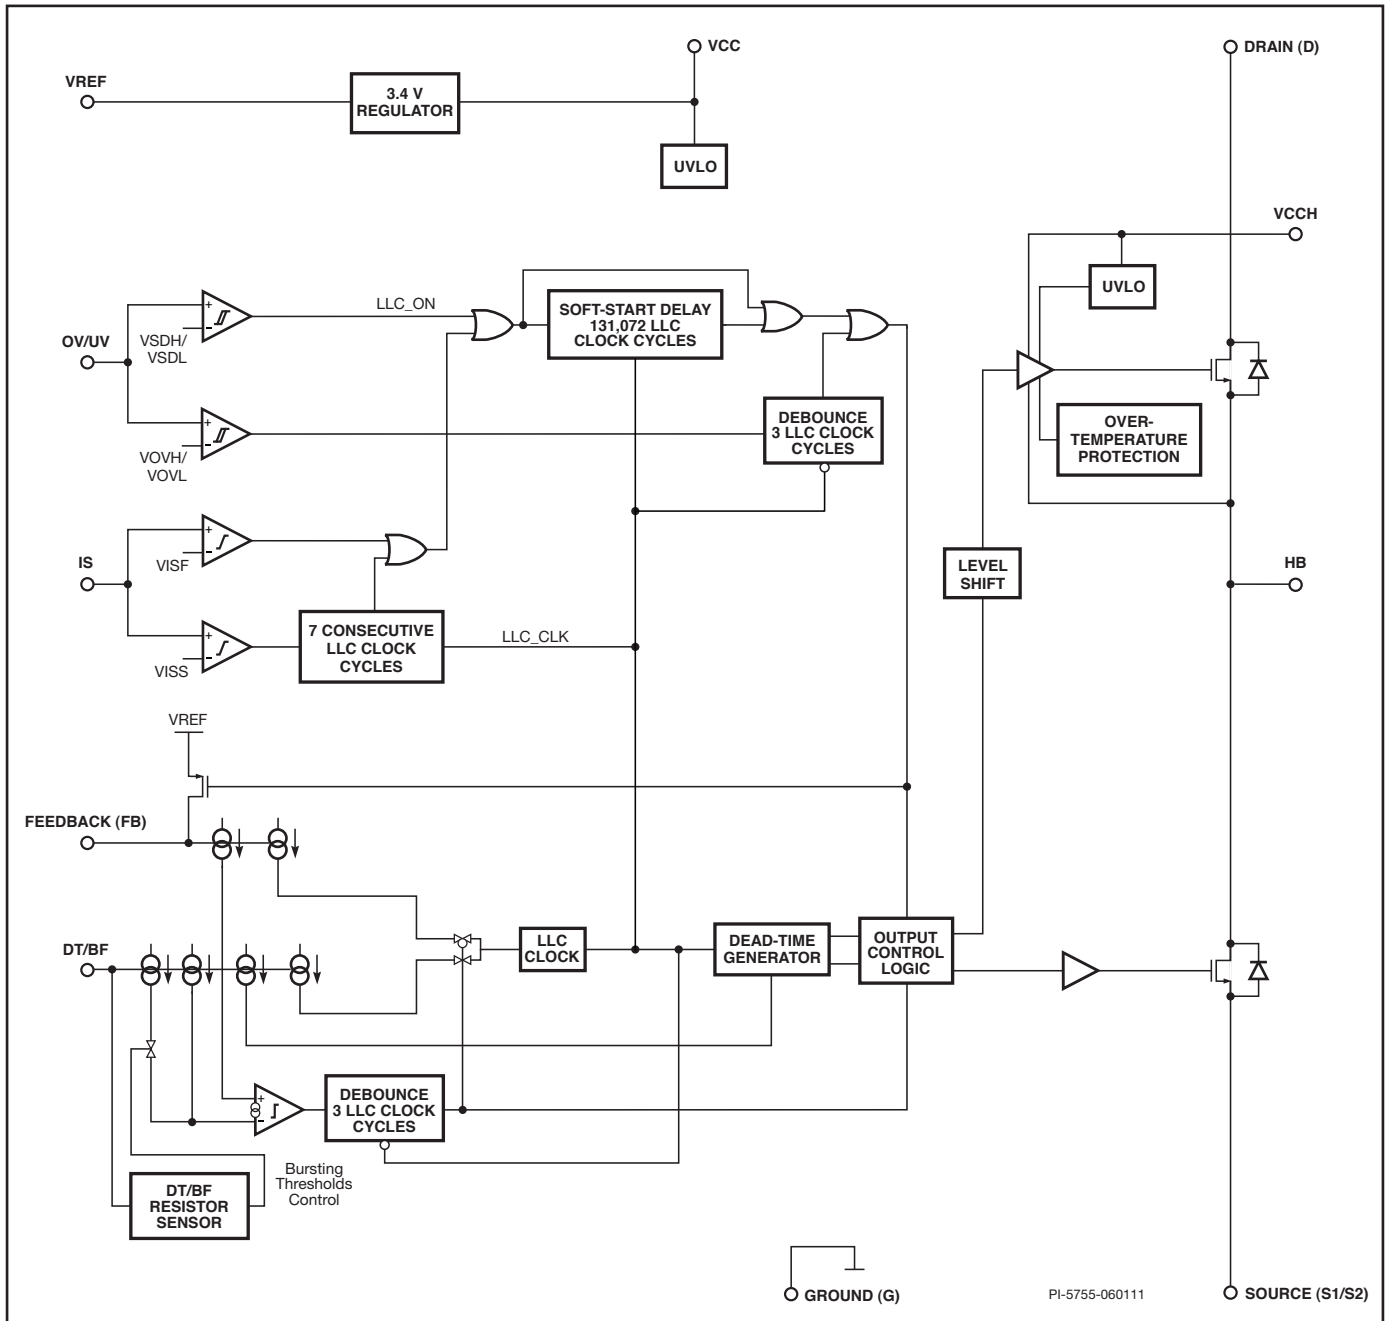 VCC
DRAIN (D)
VREF
3.4 V
REGULATOR
UVLO
VCCH
UVLO
LLC_ON
SOFT-START DELAY
131,072 LLC
CLOCK CYCLES
OV/UV
+
-
VSDH/
VSDL
+
-
VOVH/
VOVL
DEBOUNCE
3 LLC CLOCK
CYCLES
OVER-
TEMPERATURE
PROTECTION
IS
+
-
VISF
LEVEL
SHIFT
HB
+
-
VISS
7 CONSECUTIVE
LLC CLOCK
CYCLES
LLC_CLK
VREF
FEEDBACK (FB)
DT/BF
LLC
CLOCK
DEAD-TIME
GENERATOR
OUTPUT
CONTROL
LOGIC
+
-
DEBOUNCE
3 LLC CLOCK
CYCLES
Bursting
Thresholds
Control
DT/BF
RESISTOR
SENSOR
GROUND (G)
PI-5755-060111
SOURCE (S1/S2)